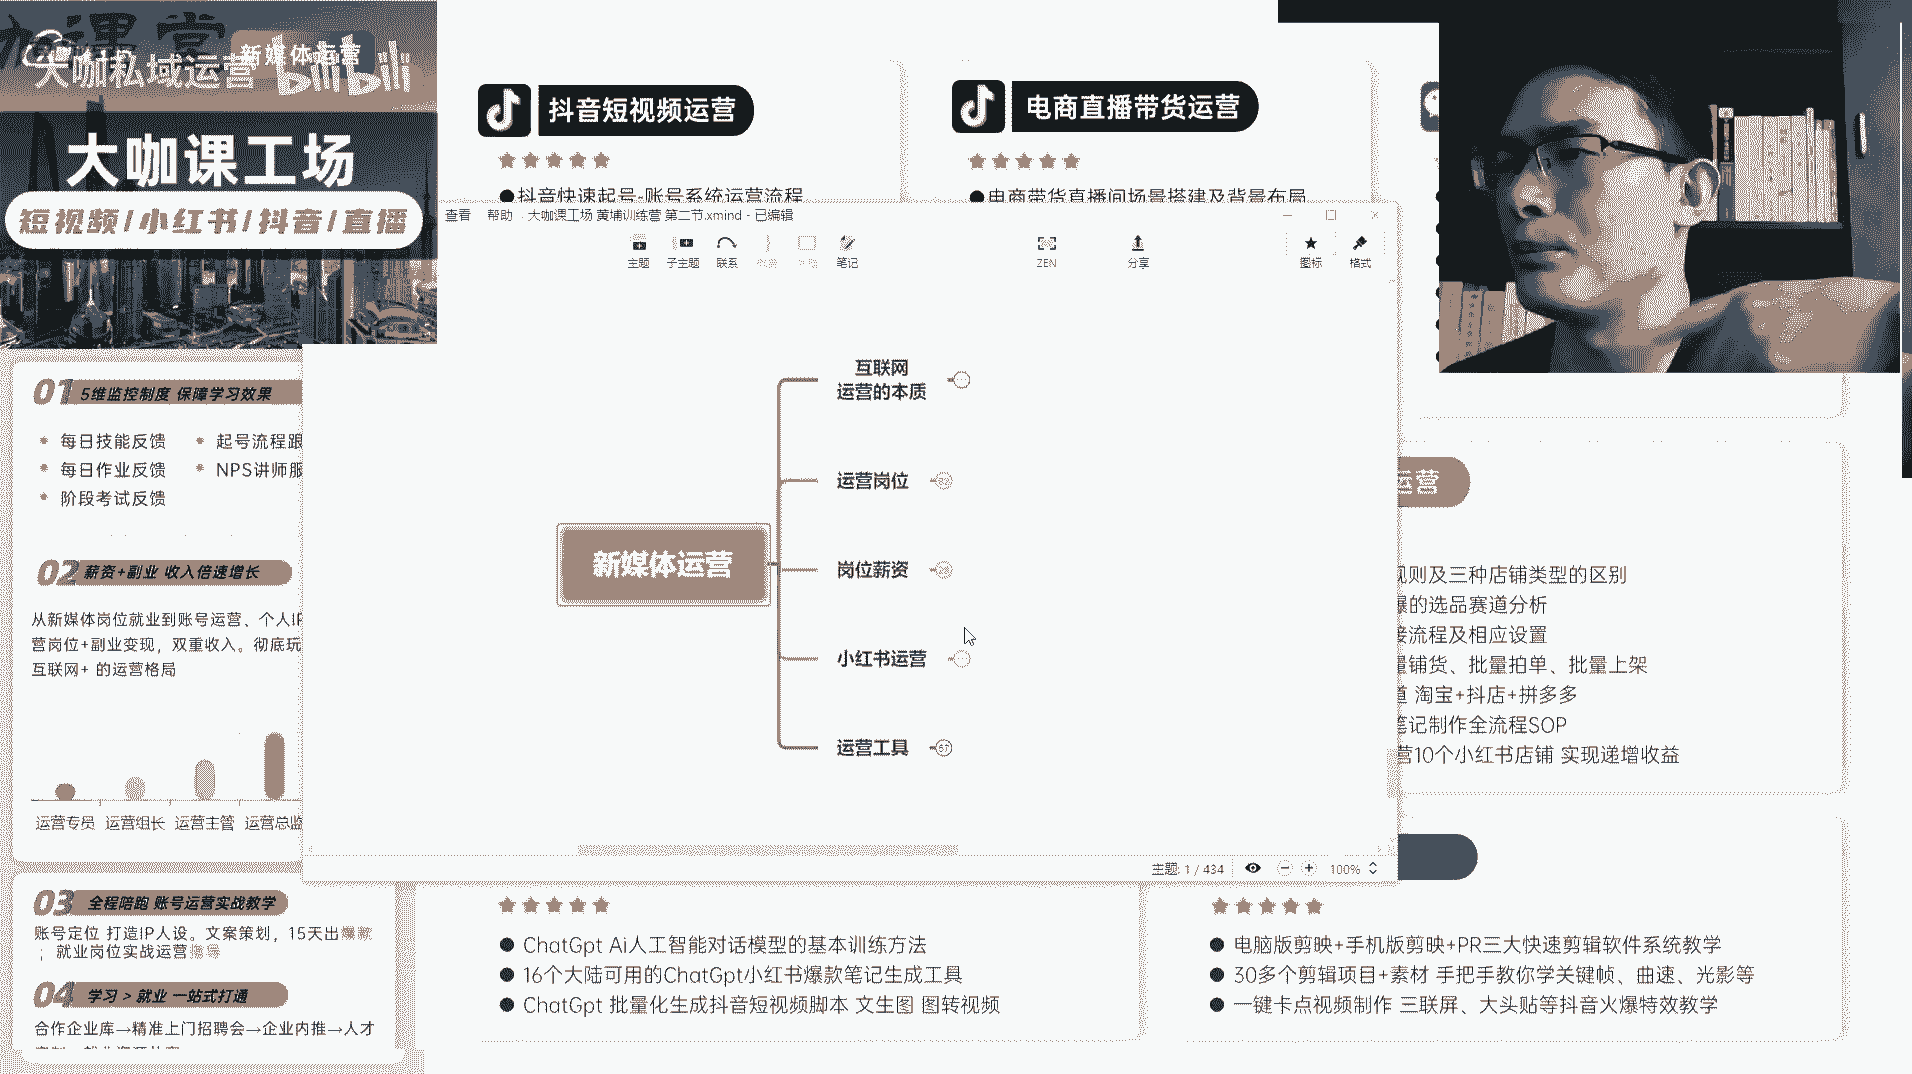 大咖私域运营
新媒体运营
bilibili
大咖课工场
短视频/小红书/抖音/直播
抖音短视频运营
抖音快速起号-账号系统运营流程
电商直播带货运营
电商带货直播间场景搭建及背景布局
查看 帮助 大咖课工场 黄埔训练营 第二节.xmind - 已编辑
主题 子主题 联系 笔记 ZEN 分享 图标 格式
互联网
运营的本质
运营岗位
新媒体运营
岗位薪资
小红书运营
运营工具 57
主题: 1 / 434 100%
01 5维监控制度 保障学习效果
每日技能反馈 起号流程跟
每日作业反馈 NPS讲师服
阶段考试反馈
02 薪资+副业 收入倍速增长
从新媒体岗位就业到账号运营、个人IP
营岗位+副业变现，双重收入。彻底玩
互联网+ 的运营格局
运营专员 运营组长 运营主管 运营总监
03 全程陪跑 账号运营实战教学
账号定位 打造IP人设。文案策划，15天出爆款
；就业岗位实战运营指导
04 学习 > 就业 一站式打通
合作企业库→精准上门招聘会→企业内推→人才
运营
规则及三种店铺类型的区别
爆的选品赛道分析
接流程及相应设置
量铺货、批量拍单、批量上架
道 淘宝+抖店+拼多多
笔记制作全流程SOP
营10个小红书店铺 实现递增收益
ChatGpt Ai人工智能对话模型的基本训练方法
16个大陆可用的ChatGpt小红书爆款笔记生成工具
ChatGpt 批量化生成抖音短视频脚本 文生图 图转视频
电脑版剪映+手机版剪映+PR三大快速剪辑软件系统教学
30多个剪辑项目+素材 手把手教你学关键帧、曲速、光影等
一键卡点视频制作 三联屏、大头贴等抖音火爆特效教学